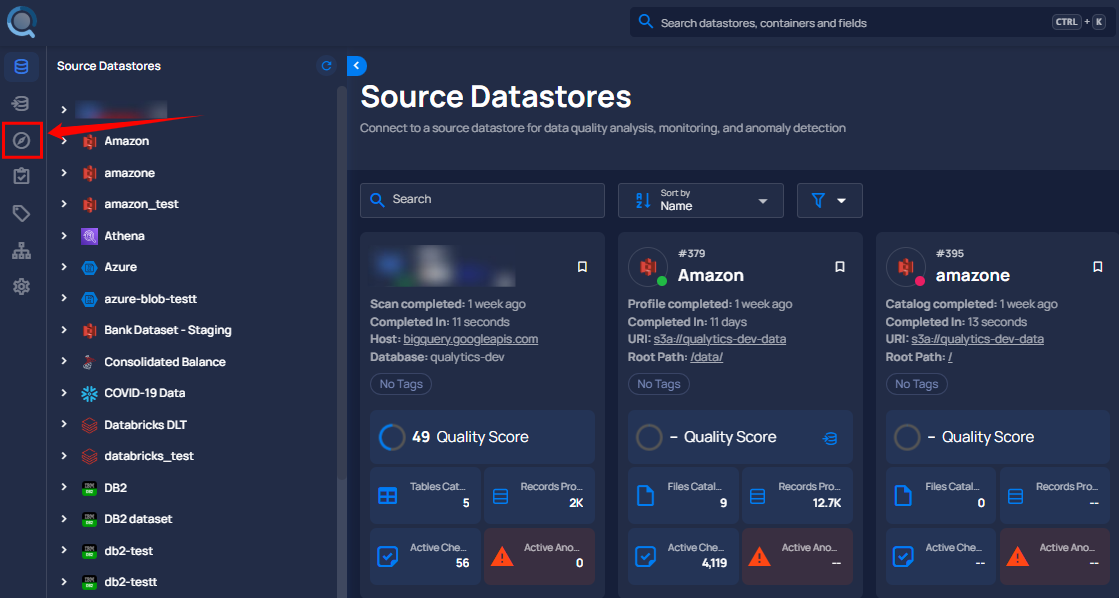 Search datastores, containers and fields
CTRL + K
Source Datastores
Amazon
amazone
amazon_test
Athena
Azure
azure-blob-testt
Bank Dataset - Staging
Consolidated Balance
COVID-19 Data
Databricks DLT
databricks_test
DB2
DB2 dataset
db2-test
db2-testt
Source Datastores
Connect to a source datastore for data quality analysis, monitoring, and anomaly detection
Search
Sort by
Name
Scan completed: 1 week ago
Completed In: 11 seconds
Host: bigquery.googleapis.com
Database: qualytics-dev
No Tags
49 Quality Score
Tables Cat...
5
Records Pro...
2K
Active Che...
56
Active Ano...
0
#379
Amazon
Profile completed: 1 week ago
Completed In: 11 days
URI: s3a://qualytics-dev-data
Root Path: /data/
No Tags
– Quality Score
Files Catal...
9
Records Pro...
12.7K
Active Che...
4,119
Active Ano...
--
#395
amazone
Catalog completed: 1 week ago
Completed In: 13 seconds
URI: s3a://qualytics-dev-data
Root Path: /
No Tags
– Quality Score
Files Catal...
0
Records Pro...
--
Active Che...
--
Active Ano...
--